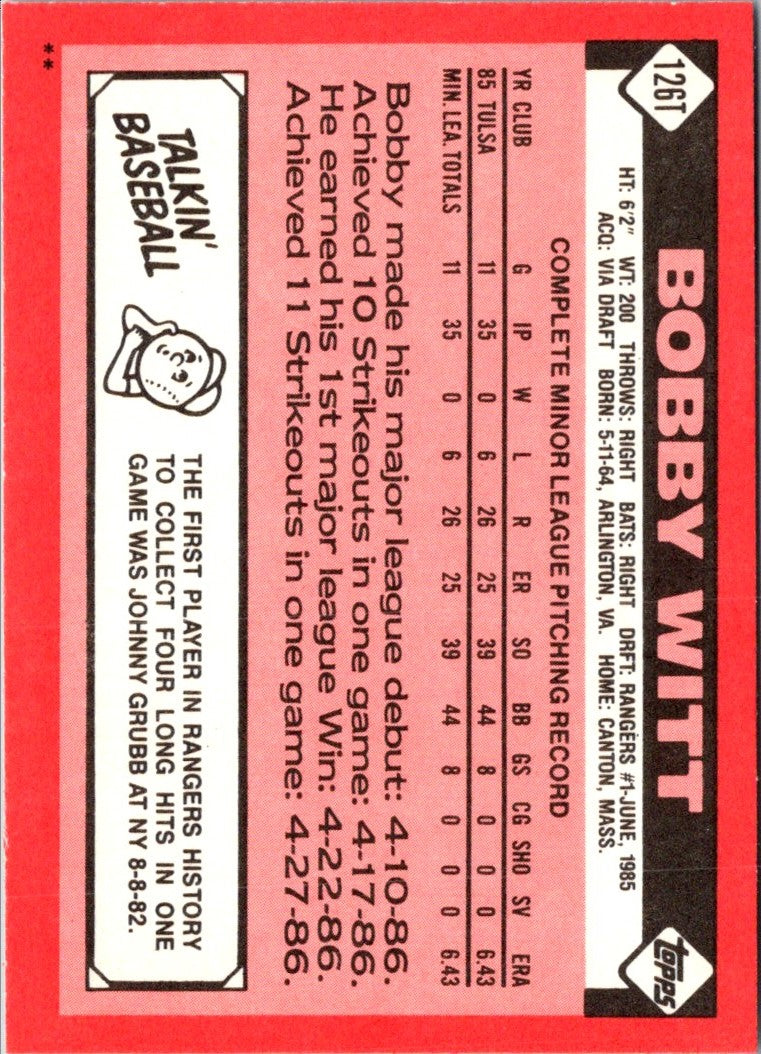 126T
BOBBY WITT
topps
HT: 6'2" WT: 200 THROWS: RIGHT BATS: RIGHT DRFT: RANGERS #1-JUNE, 1985
ACQ: VIA DRAFT BORN: 5-11-64, ARLINGTON, VA. HOME: CANTON, MASS.
COMPLETE MINOR LEAGUE PITCHING RECORD
YR CLUB G IP W L R ER SO BB GS CG SHO SV ERA
85 TULSA 11 35 0 6 26 25 39 44 8 0 0 0 6.43
MIN. LEA. TOTALS 11 35 0 6 26 25 39 44 8 0 0 0 6.43
Bobby made his major league debut: 4-10-86.
Achieved 10 Strikeouts in one game: 4-17-86.
He earned his 1st major league Win: 4-22-86.
Achieved 11 Strikeouts in one game: 4-27-86.
TALKIN'
BASEBALL
THE FIRST PLAYER IN RANGERS HISTORY
TO COLLECT FOUR LONG HITS IN ONE
GAME WAS JOHNNY GRUBB AT NY 8-8-82.
**